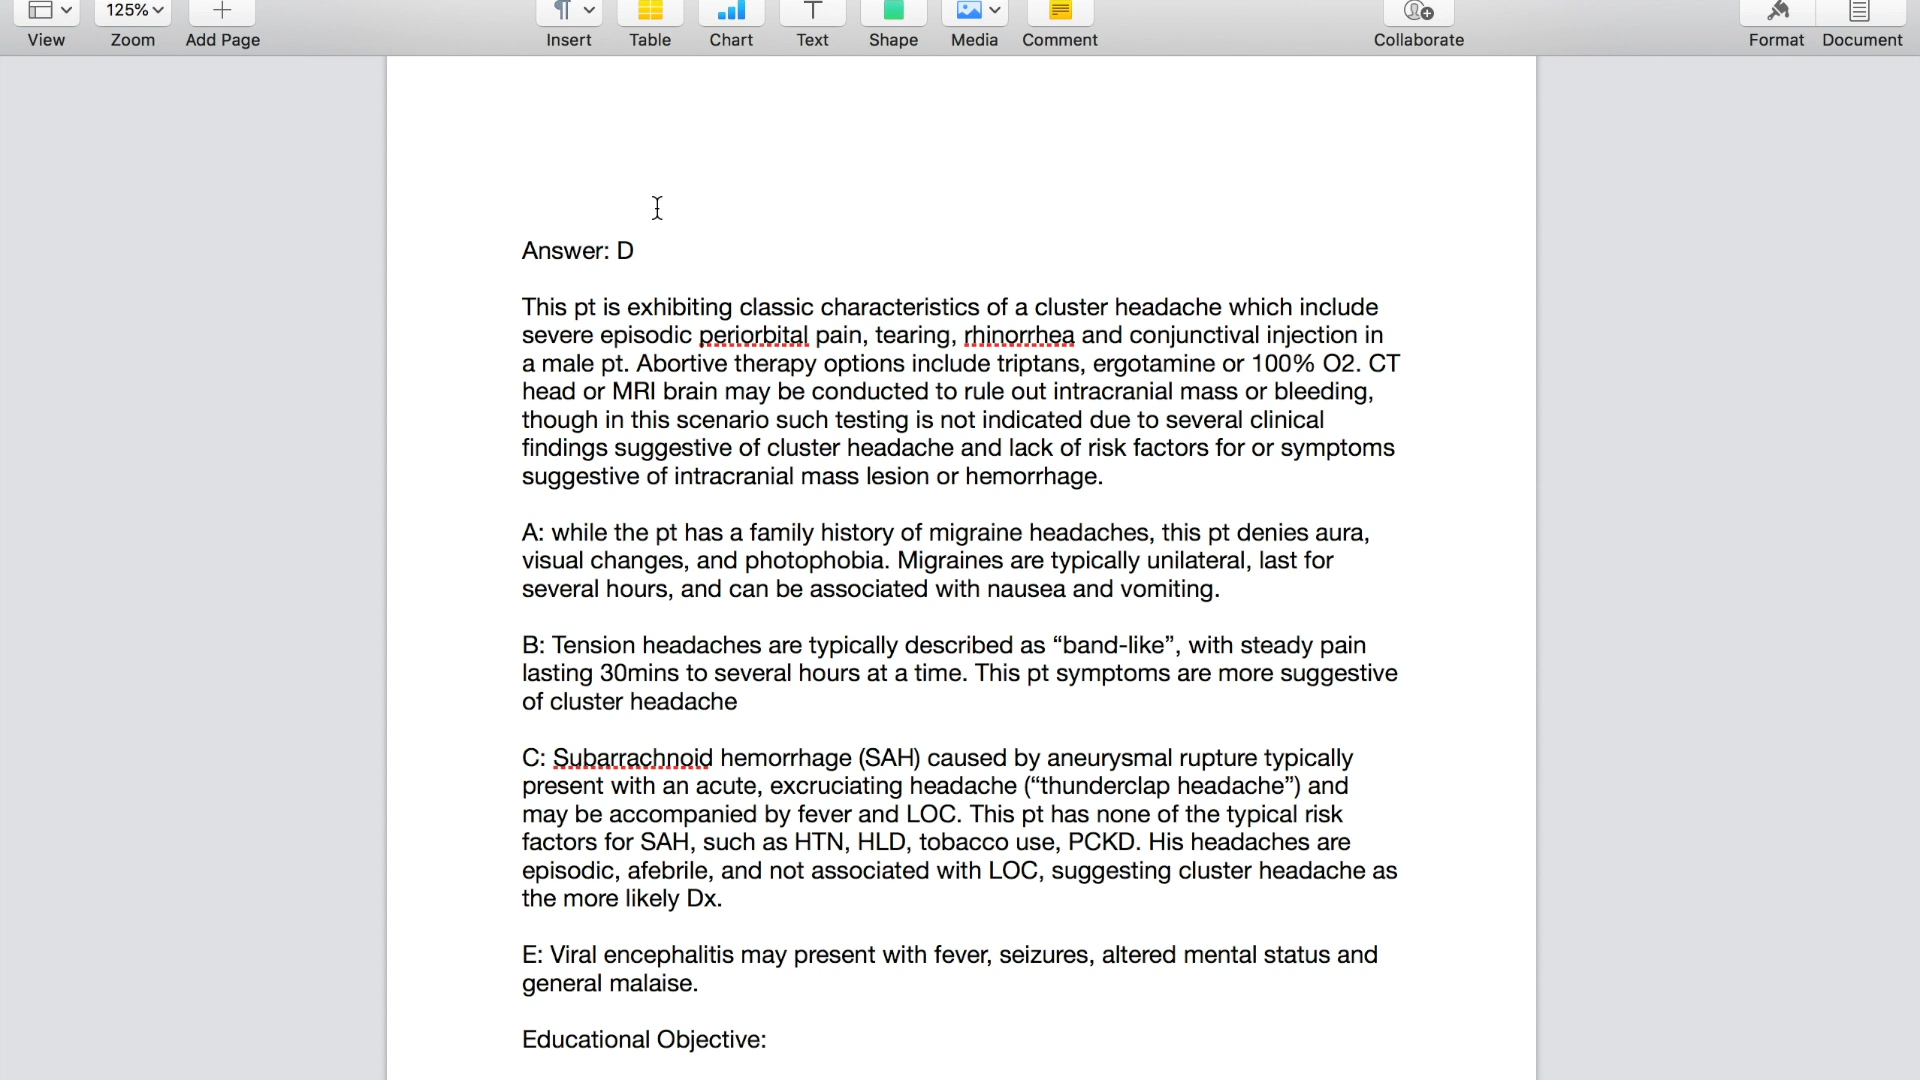 125%
View
Zoom
Add Page
Insert
Table
Chart
Text
Shape
Media
Comment
Collaborate
Format
Document
Answer: D
This pt is exhibiting classic characteristics of a cluster headache which include
severe episodic periorbital pain, tearing, rhinorrhea and conjunctival injection in
a male pt. Abortive therapy options include triptans, ergotamine or 100% O2. CT
head or MRI brain may be conducted to rule out intracranial mass or bleeding,
though in this scenario such testing is not indicated due to several clinical
findings suggestive of cluster headache and lack of risk factors for or symptoms
suggestive of intracranial mass lesion or hemorrhage.
A: while the pt has a family history of migraine headaches, this pt denies aura,
visual changes, and photophobia. Migraines are typically unilateral, last for
several hours, and can be associated with nausea and vomiting.
B: Tension headaches are typically described as “band-like”, with steady pain
lasting 30mins to several hours at a time. This pt symptoms are more suggestive
of cluster headache
C: Subarrachnoid hemorrhage (SAH) caused by aneurysmal rupture typically
present with an acute, excruciating headache (“thunderclap headache”) and
may be accompanied by fever and LOC. This pt has none of the typical risk
factors for SAH, such as HTN, HLD, tobacco use, PCKD. His headaches are
episodic, afebrile, and not associated with LOC, suggesting cluster headache as
the more likely Dx.
E: Viral encephalitis may present with fever, seizures, altered mental status and
general malaise.
Educational Objective: